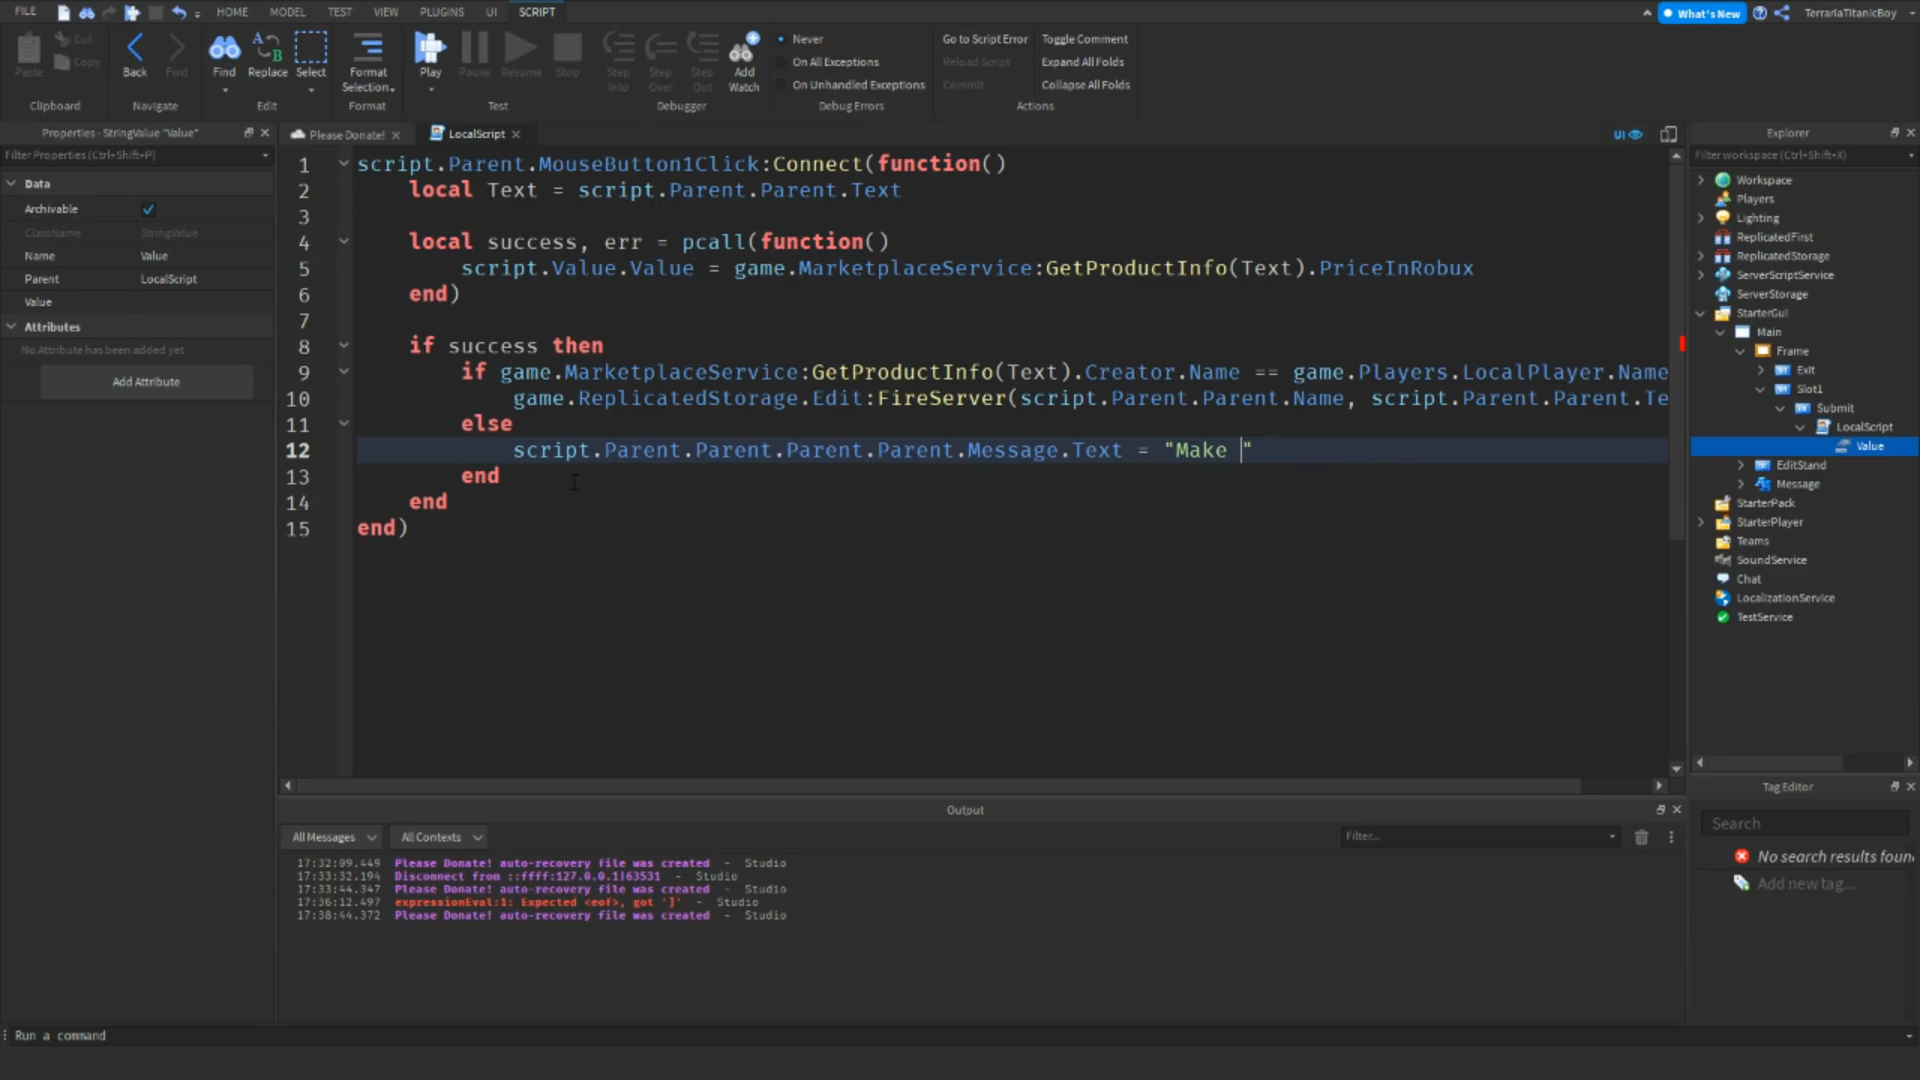 FILE HOME MODEL TEST VIEW PLUGINS UI SCRIPT What's New TerrariaTitanicBoy
Paste Cut Copy
Clipboard
Back Fwd
Navigate
Find Replace Select
Edit
Format Selection
Format
Play Pause Resume Stop
Test
Step Into Step Over Step Out Add Watch
Debugger
Never
On All Exceptions
On Unhandled Exceptions
Debug Errors
Go to Script Error Toggle Comment
Reload Script Expand All Folds
Commit Collapse All Folds
Actions
Properties - StringValue "Value"
Filter Properties (Ctrl+Shift+P)
Data
Archivable
ClassName StringValue
Name Value
Parent LocalScript
Value
Attributes
No Attribute has been added yet
Add Attribute
Please Donate! LocalScript UI
1 script.Parent.MouseButton1Click:Connect(function()
2 local Text = script.Parent.Parent.Text
3
4 local success, err = pcall(function()
5 script.Value.Value = game.MarketplaceService:GetProductInfo(Text).PriceInRobux
6 end)
7
8 if success then
9 if game.MarketplaceService:GetProductInfo(Text).Creator.Name == game.Players.LocalPlayer.Name
10 game.ReplicatedStorage.Edit:FireServer(script.Parent.Parent.Name, script.Parent.Parent.Te
11 else
12 script.Parent.Parent.Parent.Parent.Message.Text = "Make "
13 end
14 end
15 end)
Explorer
Filter workspace (Ctrl+Shift+X)
Workspace
Players
Lighting
ReplicatedFirst
ReplicatedStorage
ServerScriptService
ServerStorage
StarterGui
Main
Frame
Exit
Slot1
Submit
LocalScript
Value
EditStand
Message
StarterPack
StarterPlayer
Teams
SoundService
Chat
LocalizationService
TestService
Tag Editor
Search
No search results foun
Add new tag...
Output
All Messages All Contexts Filter...
17:32:09.449 Please Donate! auto-recovery file was created - Studio
17:33:32.194 Disconnect from ::ffff:127.0.0.1|63531 - Studio
17:33:44.347 Please Donate! auto-recovery file was created - Studio
17:36:12.497 expressionEval:1: Expected <eof>, got ']' - Studio
17:38:44.372 Please Donate! auto-recovery file was created - Studio
Run a command